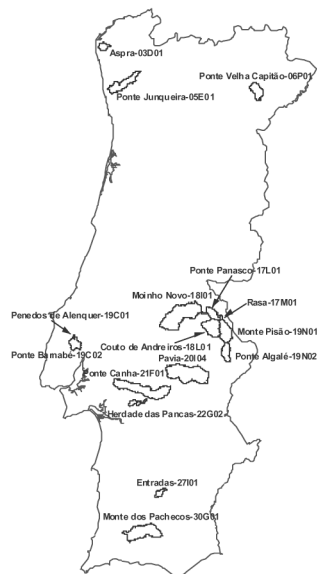 Aspra-03D01
Ponte Velha Capitão-06P01
Ponte Junqueira-05E01
Ponte Panasco-17L01
Moinho Novo-18I01
Rasa-17M01
Penedos de Alenquer-19C01
Monte Pisão-19N01
Couto de Andreiros-18L01
Ponte Barnabé-19C02
Pavia-20I04
Ponte Algalé-19N02
Ponte Canha-21F01
Herdade das Pancas-22G02
Entradas-27I01
Monte dos Pachecos-30G01